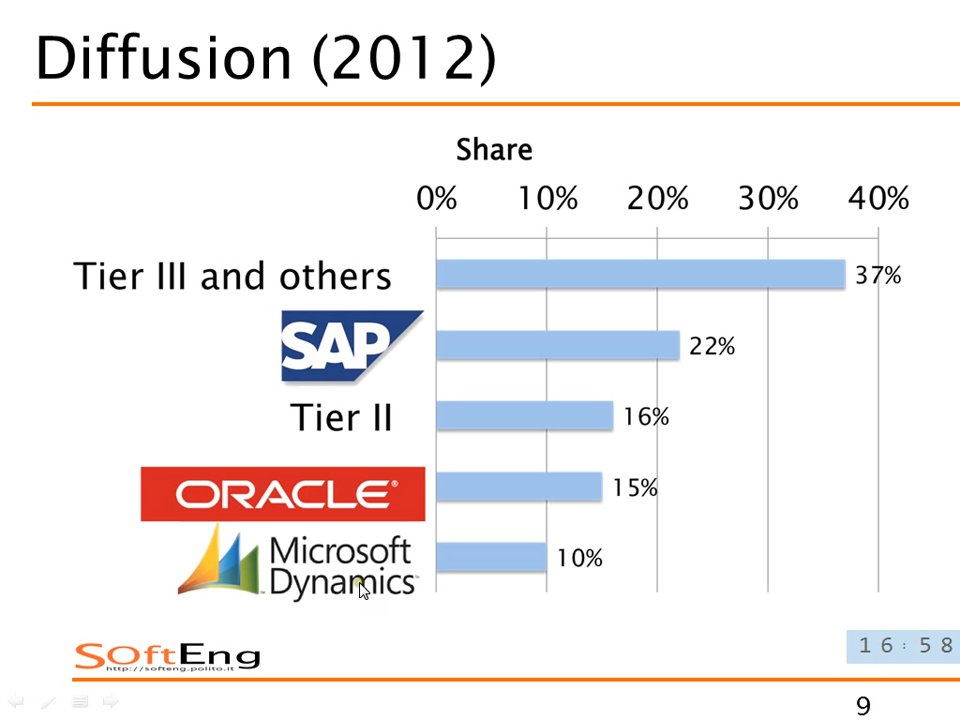 Diffusion (2012)
Share
0% 10% 20% 30% 40%
Tier III and others 37%
SAP 22%
Tier II 16%
ORACLE® 15%
Microsoft Dynamics™ 10%
SOftEng
http://softeng.polito.it
16:58
9